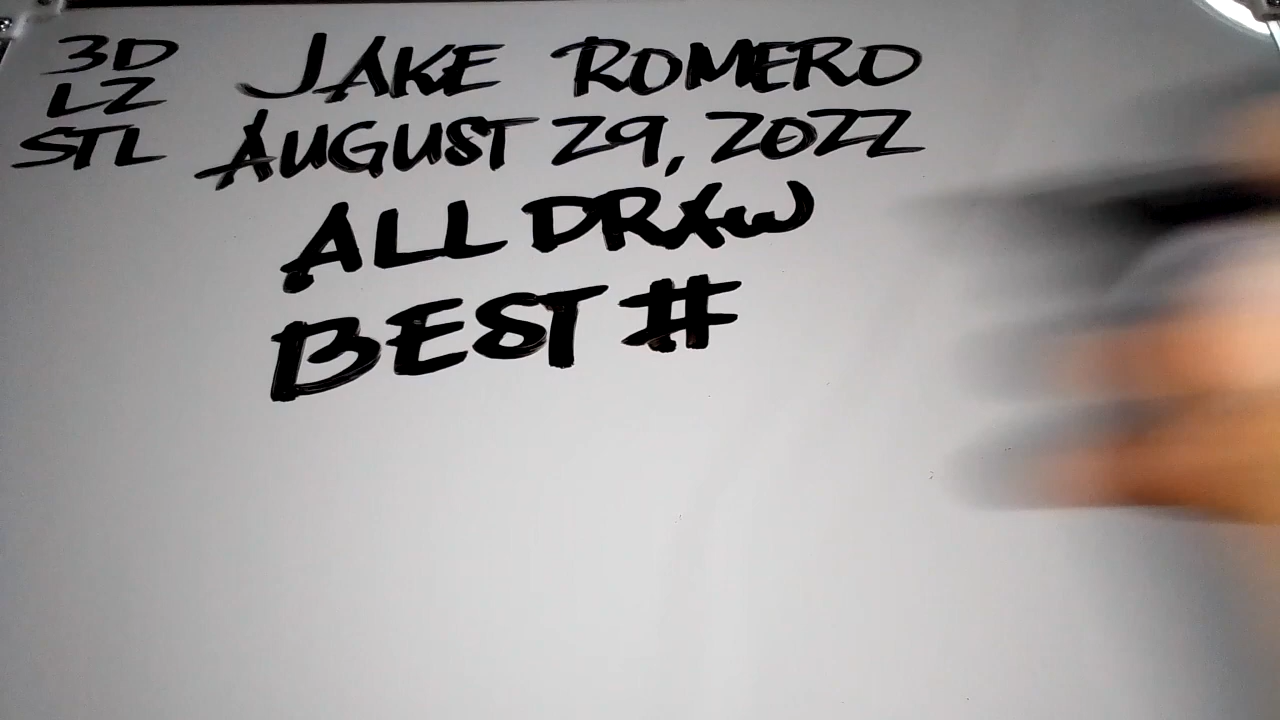 3D JAKE ROMERO
LZ
STL AUGUST 29, 2022
ALL DRAW
BEST #